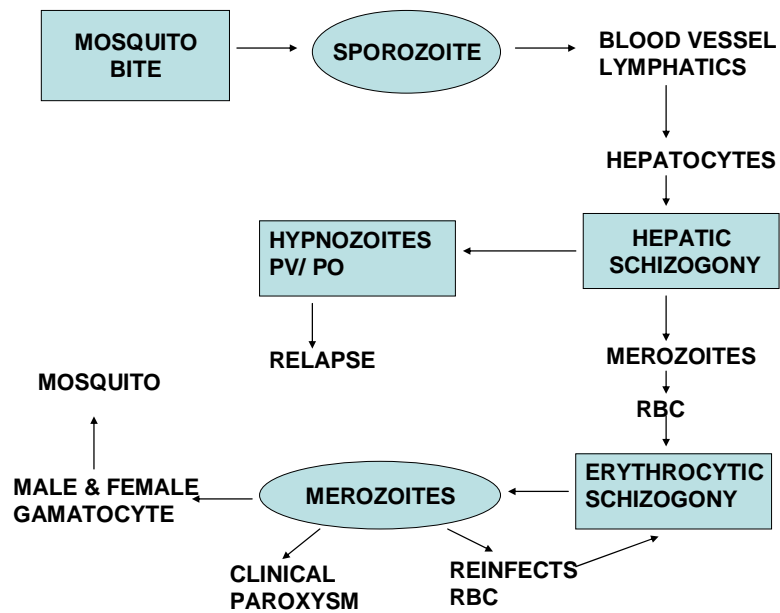 MOSQUITO
BITE
SPOROZOITE
BLOOD VESSEL
LYMPHATICS
HEPATOCYTES
HYPNOZOITES
PV/ PO
HEPATIC
SCHIZOGONY
RELAPSE
MEROZOITES
MOSQUITO
RBC
ERYTHROCYTIC
SCHIZOGONY
MEROZOITES
MALE & FEMALE
GAMATOCYTE
CLINICAL
PAROXYSM
REINFECTS
RBC